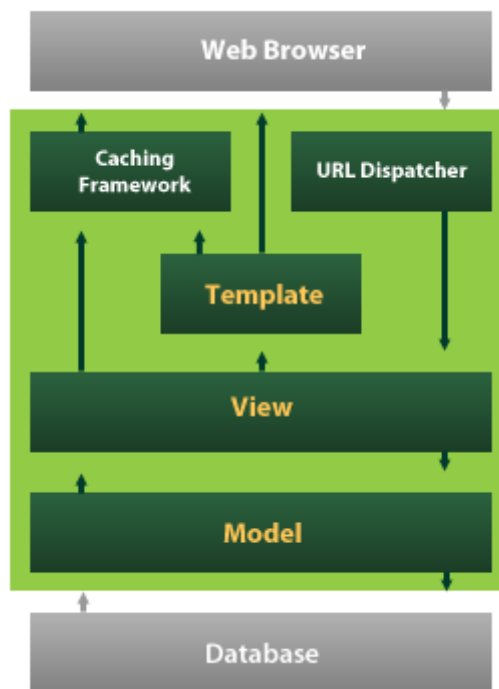 Web Browser
Caching
Framework
URL Dispatcher
Template
View
Model
Database